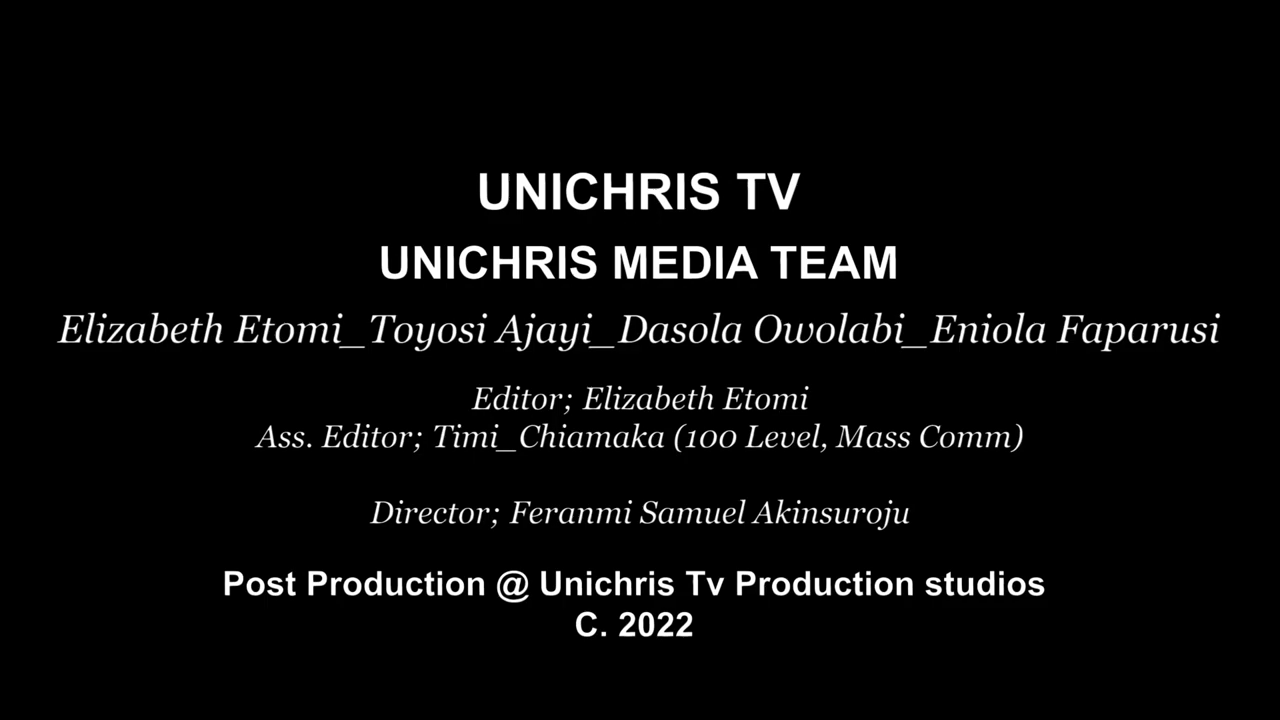 UNICHRIS TV
UNICHRIS MEDIA TEAM
Elizabeth Etomi_Toyosi Ajayi_Dasola Owolabi_Eniola Faparusi
Editor; Elizabeth Etomi
Ass. Editor; Timi_Chiamaka (100 Level, Mass Comm)
Director; Feranmi Samuel Akinsuroju
Post Production @ Unichris Tv Production studios
C. 2022